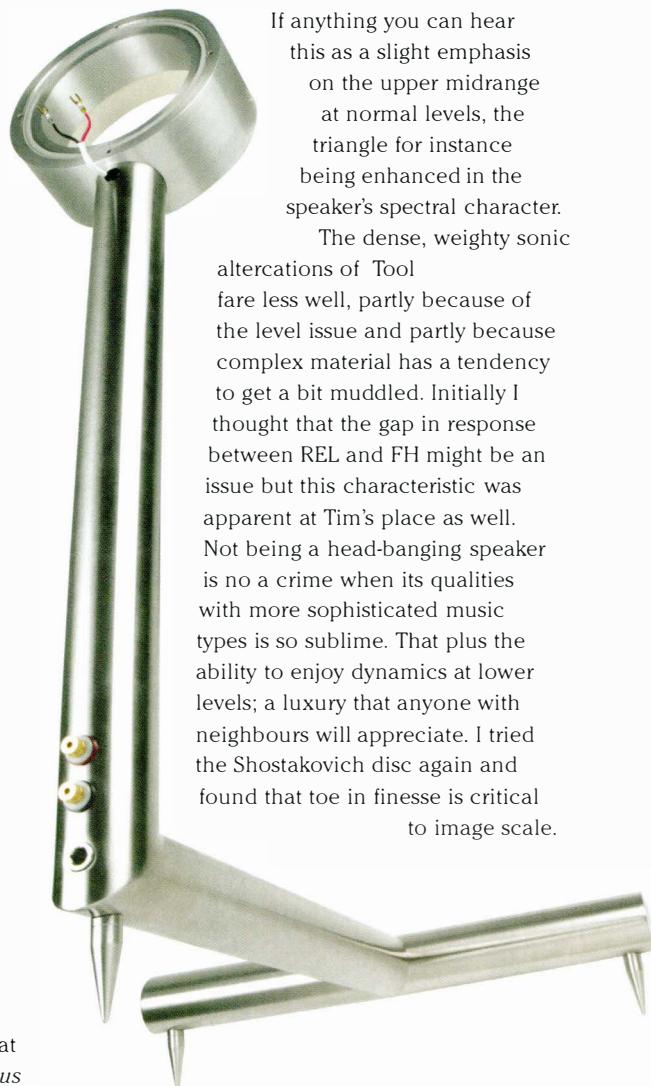 If anything you can hear
this as a slight emphasis
on the upper midrange
at normal levels, the
triangle for instance
being enhanced in the
speaker's spectral character.
The dense, weighty sonic
altercations of Tool
fare less well, partly because of
the level issue and partly because
complex material has a tendency
to get a bit muddled. Initially I
thought that the gap in response
between REL and FH might be an
issue but this characteristic was
apparent at Tim's place as well.
Not being a head-banging speaker
is no a crime when its qualities
with more sophisticated music
types is so sublime. That plus the
ability to enjoy dynamics at lower
levels; a luxury that anyone with
neighbours will appreciate. I tried
the Shostakovich disc again and
found that toe in finesse is critical
to image scale.
at
us